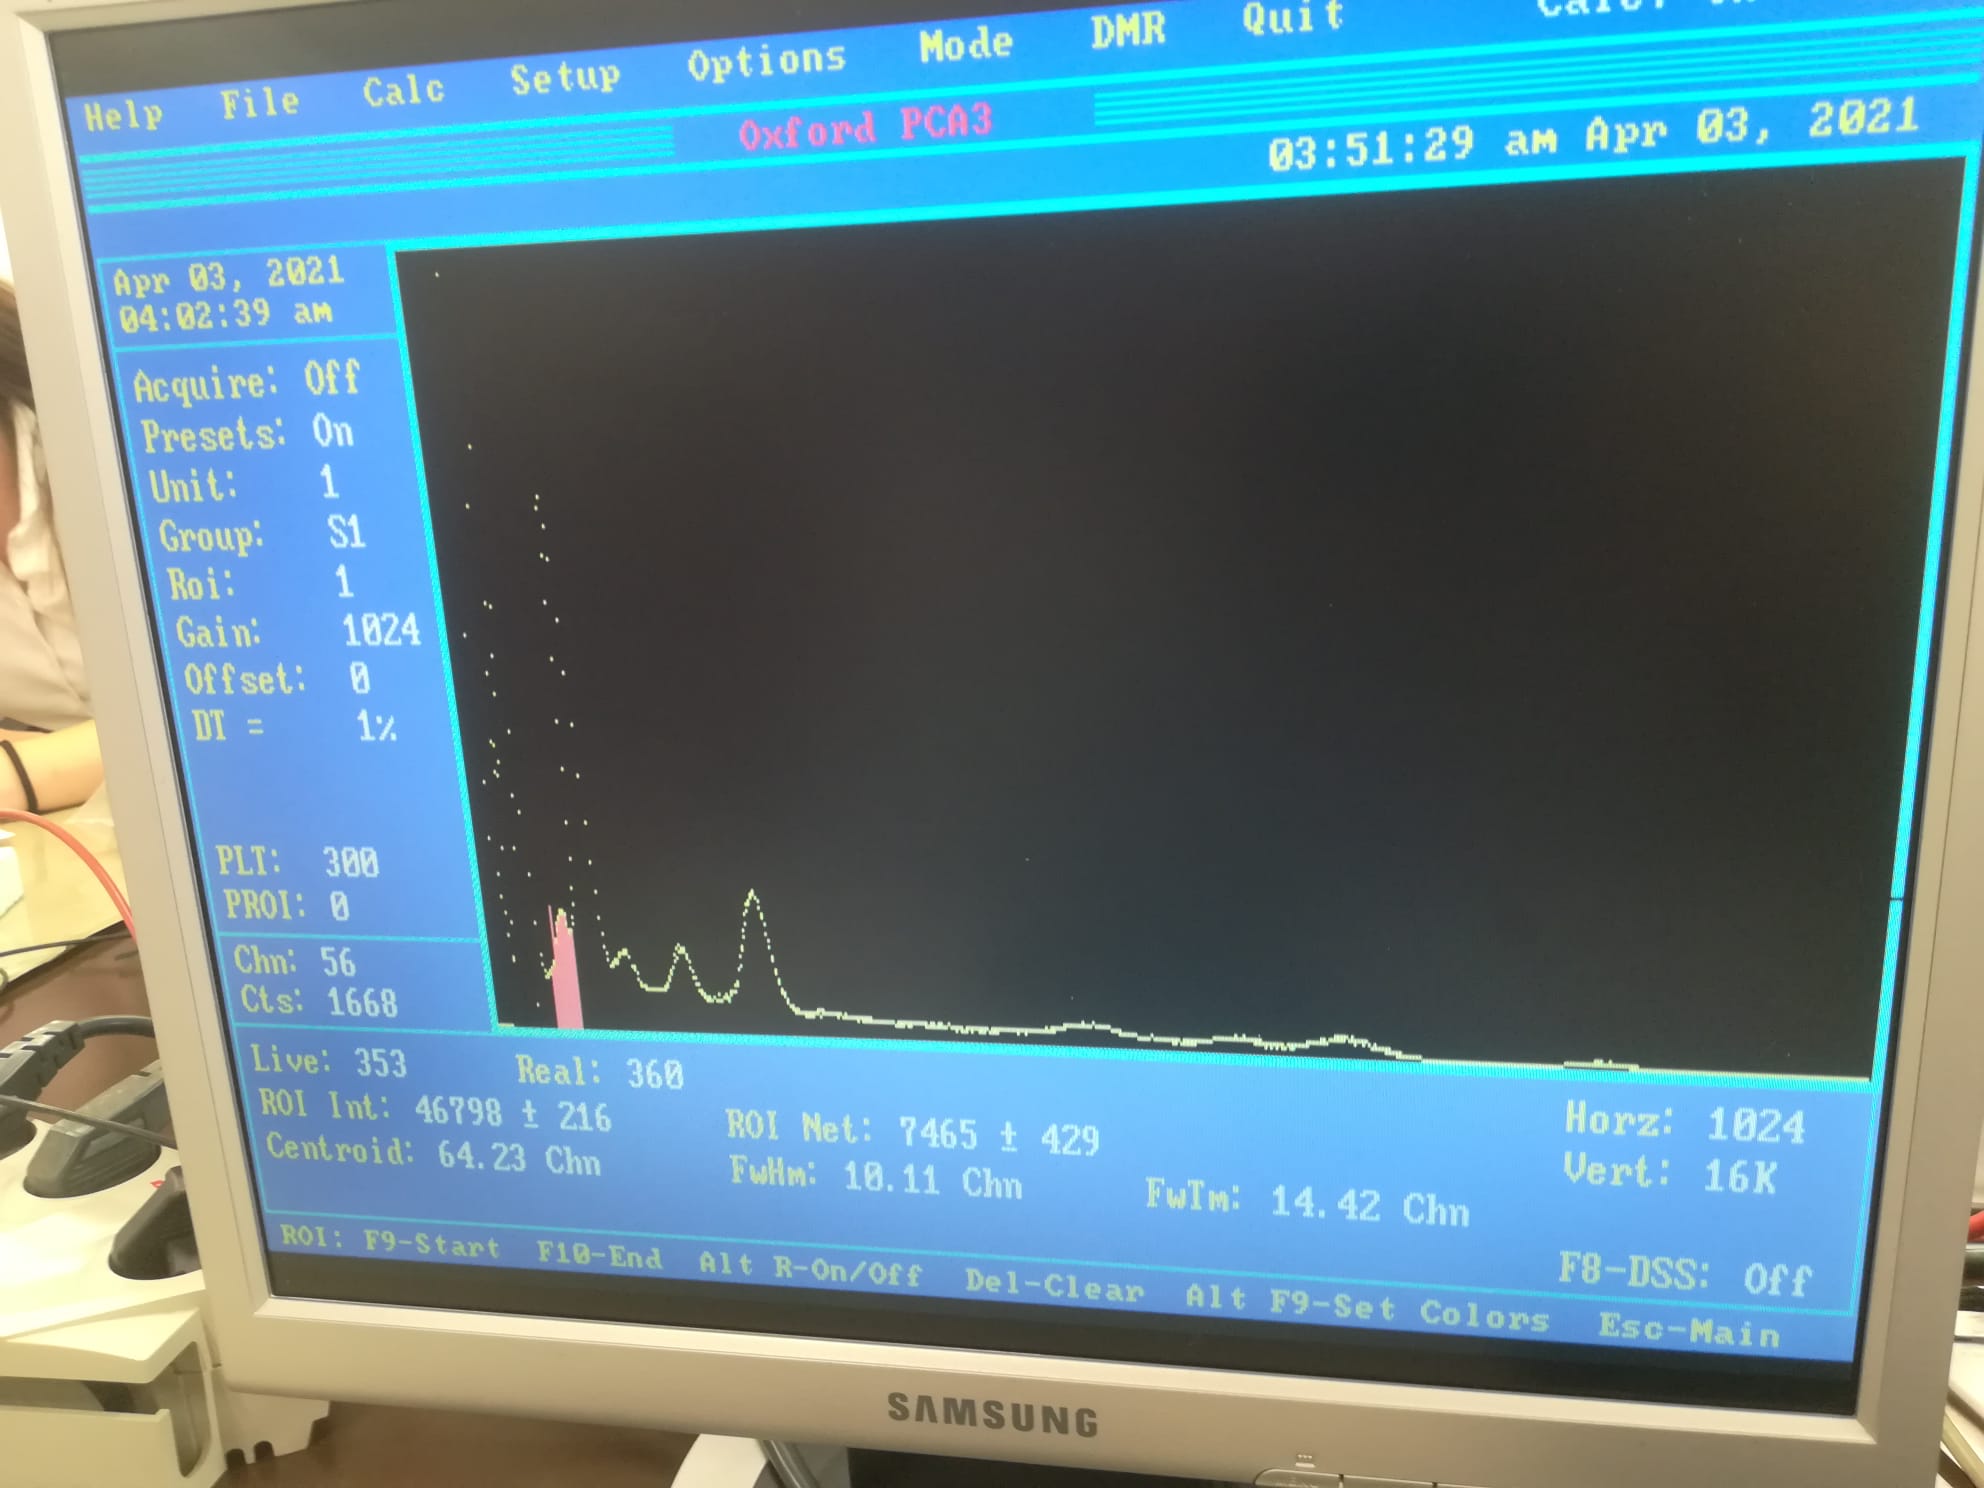 Help File Calc Setup Options Mode DMR Quit
Oxford PCA3
03:51:29 am Apr 03, 2021
Apr 03, 2021
04:02:39 am
Acquire: Off
Presets: On
Unit: 1
Group: S1
Roi: 1
Gain: 1024
Offset: 0
DT = 1%
PLT: 300
PROI: 0
Chn: 56
Cts: 1668
Live: 353 Real: 360
ROI Int: 46798 ± 216 ROI Net: 7465 ± 429 Horz: 1024
Centroid: 64.23 Chn FwHm: 10.11 Chn FwTm: 14.42 Chn Vert: 16K
ROI: F9-Start F10-End Alt R-On/Off Del-Clear Alt F9-Set Colors Esc-Main
F8-DSS: Off
SAMSUNG